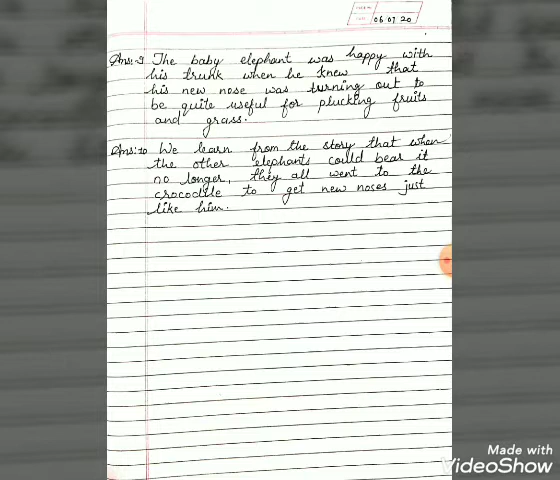 06 07 20
Ans:-9 The baby elephant was happy with
his trunk when he knew that
his new nose was turning out to
be quite useful for plucking fruits
and grass.
Ans:-10 We learn from the story that when
the other elephants could bear it
no longer, they all went to the
crocodile to get new noses just
like him.
Made with
VideoShow